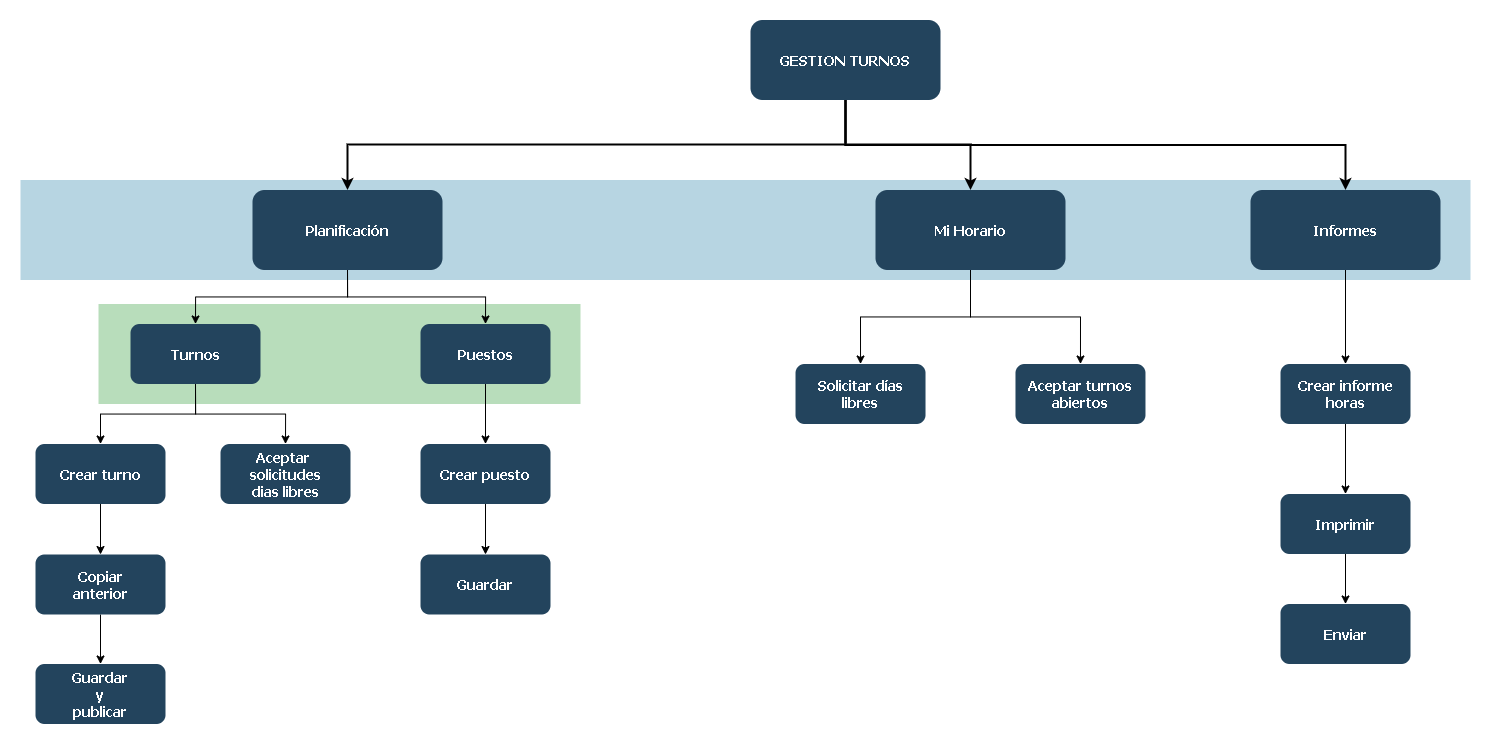 GESTION TURNOS
Planificación
Mi Horario
Informes
Turnos
Puestos
Solicitar días
libres
Aceptar turnos
abiertos
Crear informe
horas
Crear turno
Aceptar
solicitudes
dias libres
Crear puesto
Imprimir
Copiar
anterior
Guardar
Enviar
Guardar
y
publicar